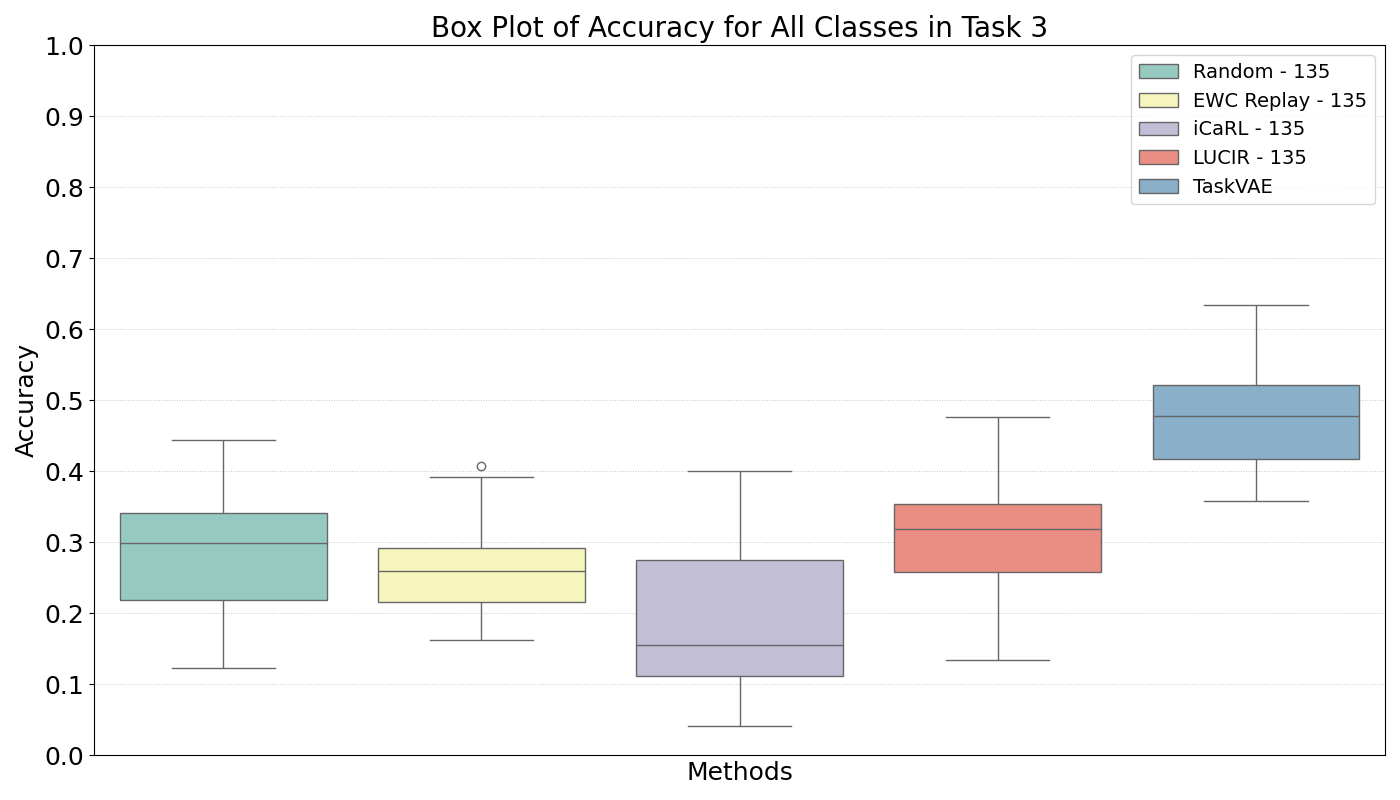 Box Plot of Accuracy for All Classes in Task 3
1.0
0.9
0.8
0.7
0.6
0.5
0.4
0.3
0.2
0.1
0.0
Accuracy
Methods
Random - 135
EWC Replay - 135
iCaRL - 135
LUCIR - 135
TaskVAE